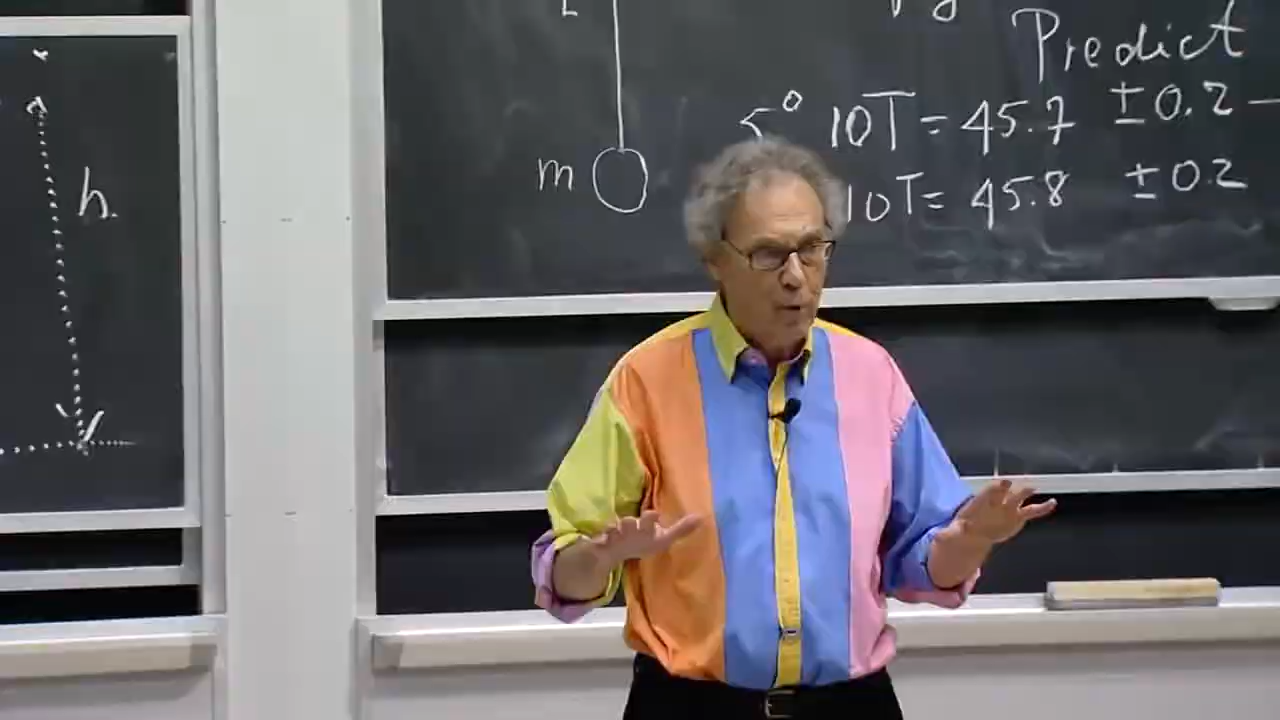 h
L
m
Predict
5° 10T = 45.7 ± 0.2 –
10T = 45.8 ± 0.2